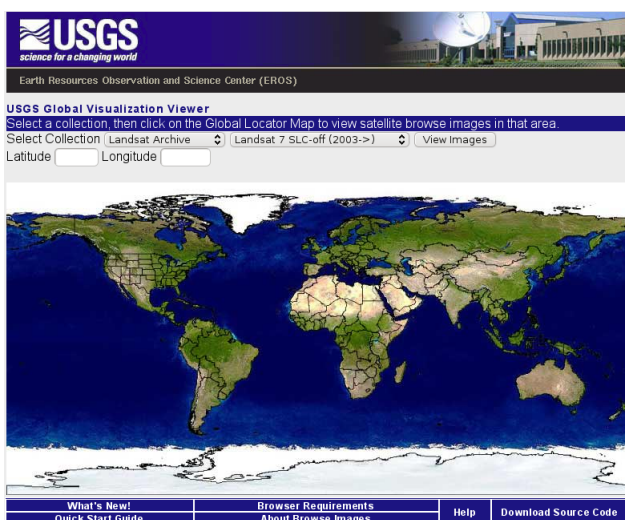 USGS
science for a changing world
Earth Resources Observation and Science Center (EROS)
USGS Global Visualization Viewer
Select a collection, then click on the Global Locator Map to view satellite browse images in that area.
Select Collection Landsat Archive Landsat 7 SLC-off (2003->) View Images
Latitude Longitude
What's New! Browser Requirements
Help Download Source Code
Quick Start Guide About Browse Images